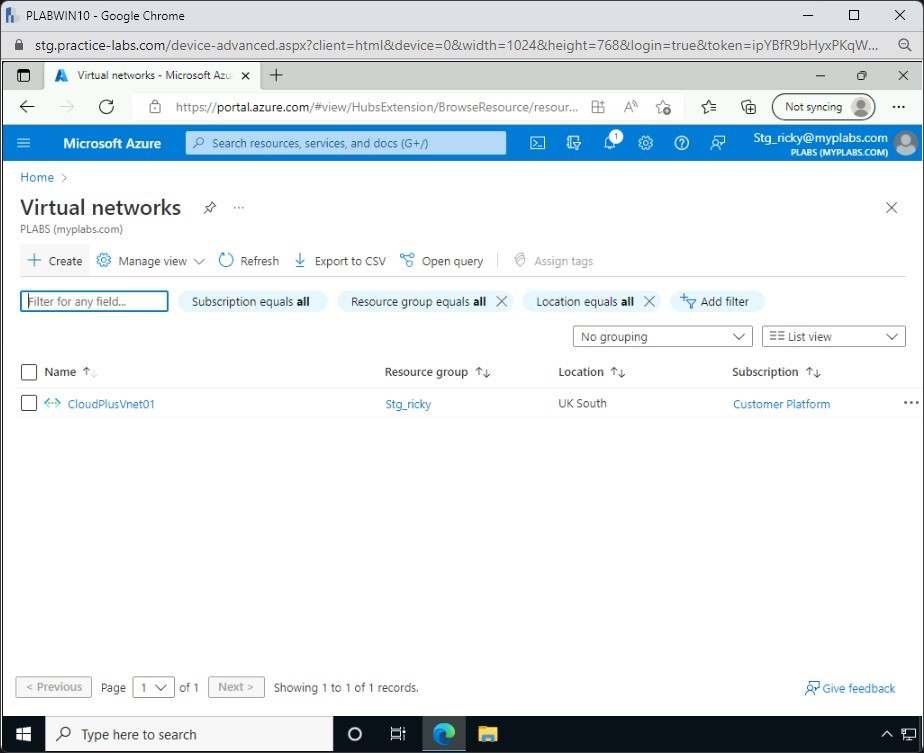 PLABWIN10 - Google Chrome
stg.practice-labs.com/device-advanced.aspx?client=html&device=0&width=1024&height=768&login=true&token=ipYBfR9bHyxPKqW...
Virtual networks - Microsoft Azu
https://portal.azure.com/#view/HubsExtension/BrowseResource/resour...
Not syncing
Microsoft Azure
Search resources, services, and docs (G+/)
1
Stg_ricky@myplabs.com
PLABS (MYPLABS.COM)
Home >
Virtual networks
...
PLABS (myplabs.com)
Create
Manage view
Refresh
Export to CSV
Open query
Assign tags
Filter for any field...
Subscription equals all
Resource group equals all
Location equals all
Add filter
No grouping
List view
Name
Resource group
Location
Subscription
CloudPlusVnet01
Stg_ricky
UK South
Customer Platform
...
< Previous
Page
1
of 1
Next >
Showing 1 to 1 of 1 records.
Give feedback
Type here to search